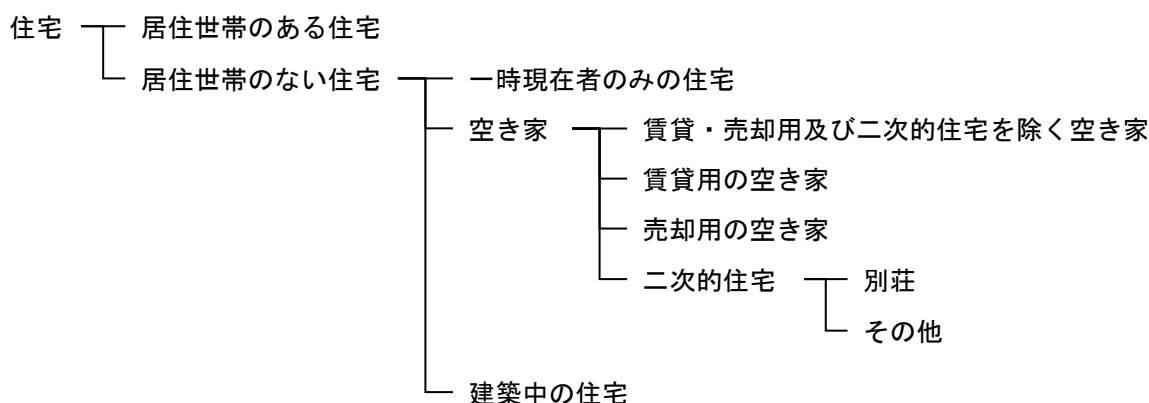 住宅 居住世帯のある住宅
居住世帯のない住宅 一時現在者のみの住宅
空き家 賃貸・売却用及び二次的住宅を除く空き家
賃貸用の空き家
売却用の空き家
二次的住宅 別荘
その他
建築中の住宅